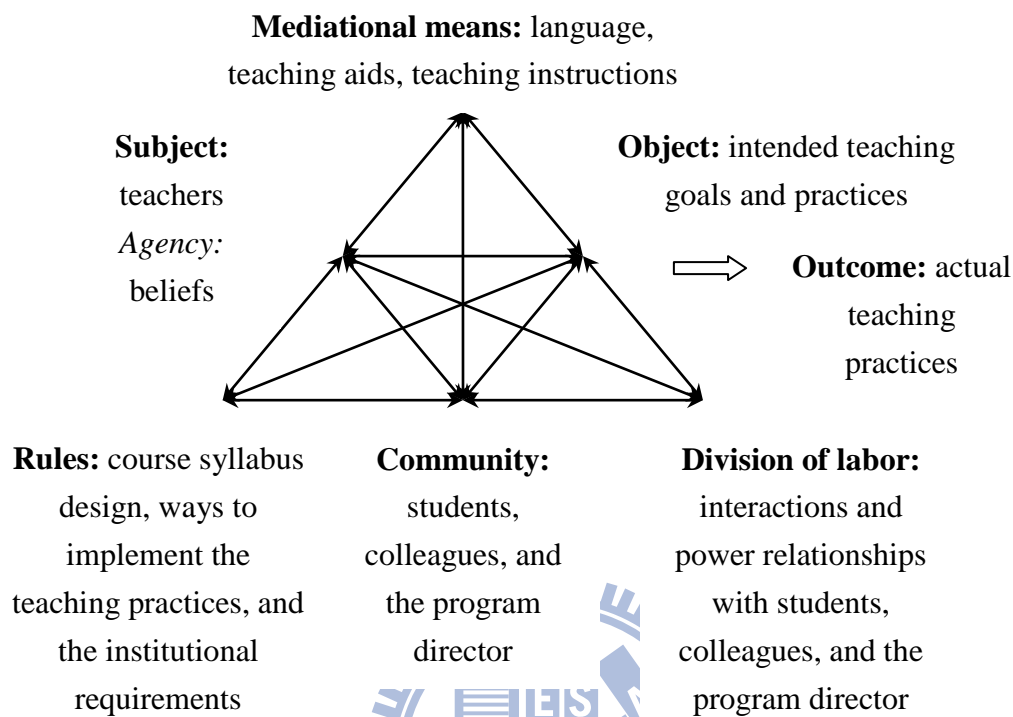 Mediational means: language,
teaching aids, teaching instructions
Subject:
teachers
Agency:
beliefs
Object: intended teaching
goals and practices
Outcome: actual
teaching
practices
Rules: course syllabus
design, ways to
implement the
teaching practices, and
the institutional
requirements
Community:
students,
colleagues, and
the program
director
Division of labor:
interactions and
power relationships
with students,
colleagues, and the
program director